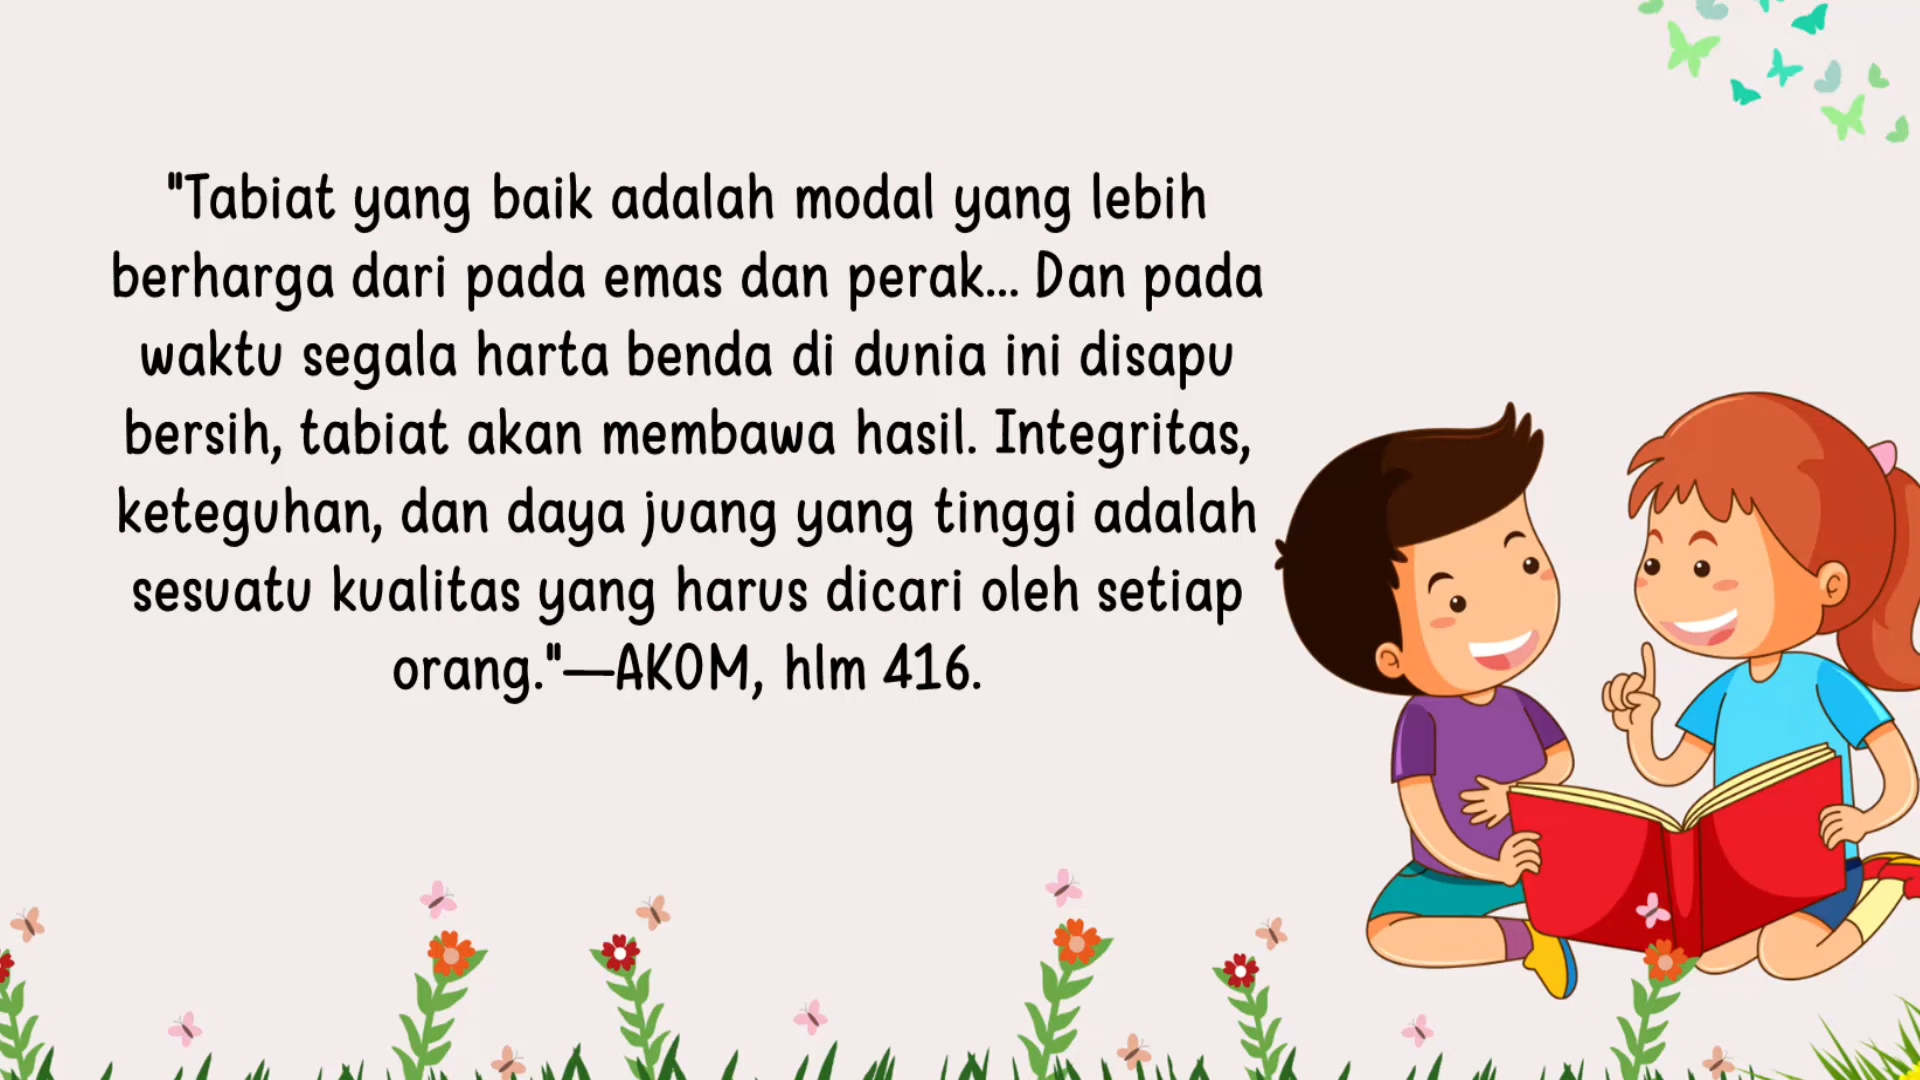 "Tabiat yang baik adalah modal yang lebih
berharga dari pada emas dan perak... Dan pada
waktu segala harta benda di dunia ini disapu
bersih, tabiat akan membawa hasil. Integritas,
keteguhan, dan daya juang yang tinggi adalah
sesuatu kualitas yang harus dicari oleh setiap
orang."—AKOM, hlm 416.